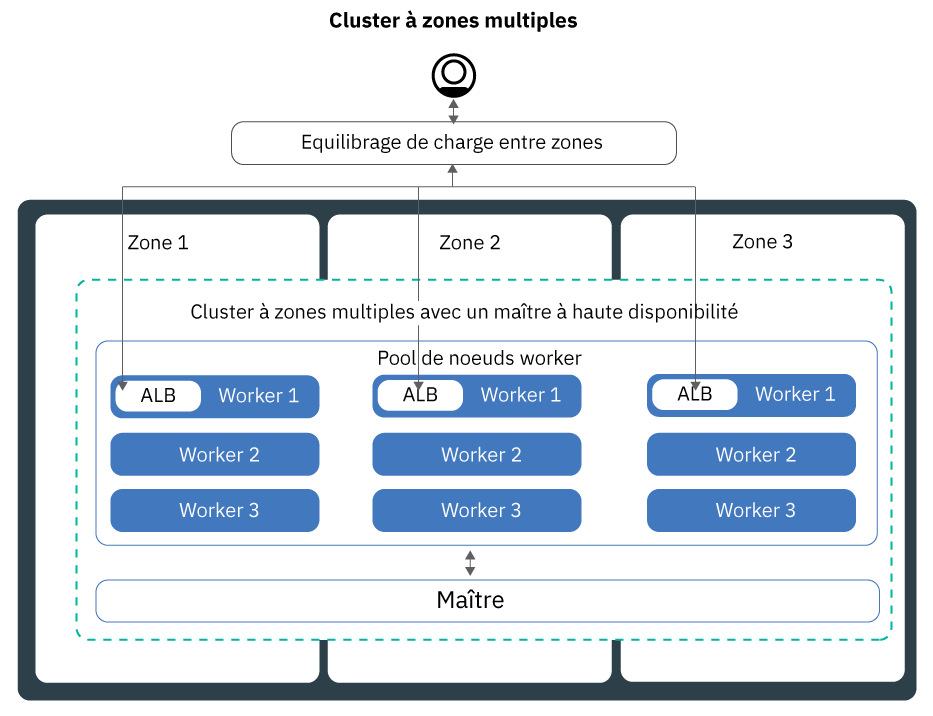 Cluster à zones multiples
Equilibrage de charge entre zones
Zone 1
Zone 2
Zone 3
Cluster à zones multiples avec un maître à haute disponibilité
Pool de noeuds worker
ALB Worker 1
ALB Worker 1
ALB Worker 1
Worker 2
Worker 2
Worker 2
Worker 3
Worker 3
Worker 3
Maître